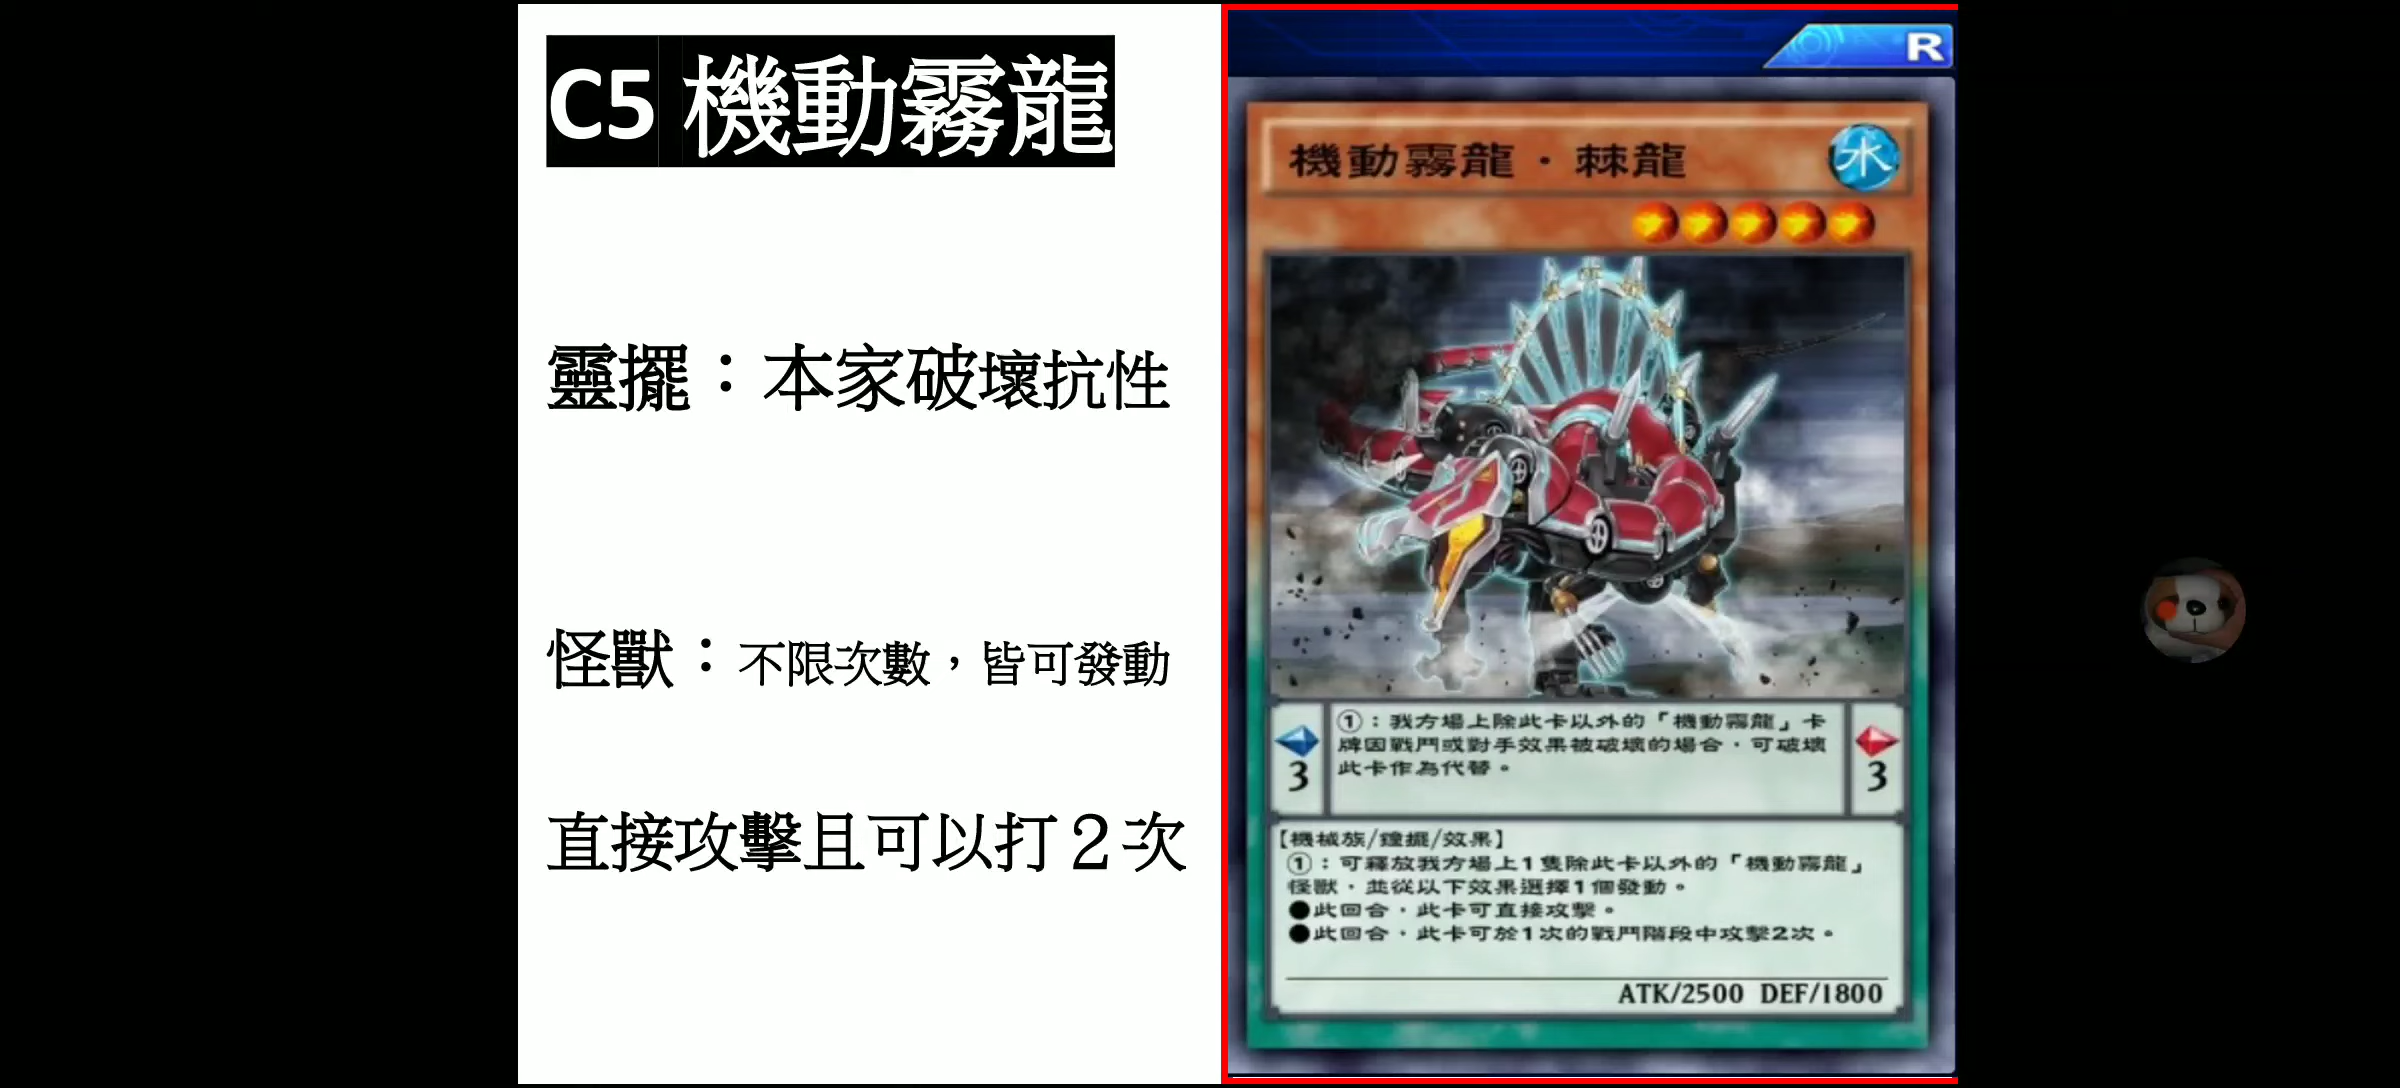 C5 機動霧龍
靈擺：本家破壞抗性
怪獸：不限次數，皆可發動
直接攻擊且可以打２次
R
機動霧龍・棘龍
水
①：我方場上除此卡以外的「機動霧龍」卡
牌因戰鬥或對手效果被破壞的場合，可破壞
此卡作為代替。
3
3
【機械族/鐘擺/效果】
①：可釋放我方場上1隻除此卡以外的「機動霧龍」
怪獸，並從以下效果選擇1個發動。
●此回合，此卡可直接攻擊。
●此回合，此卡可於1次的戰鬥階段中攻擊2次。
ATK/2500 DEF/1800